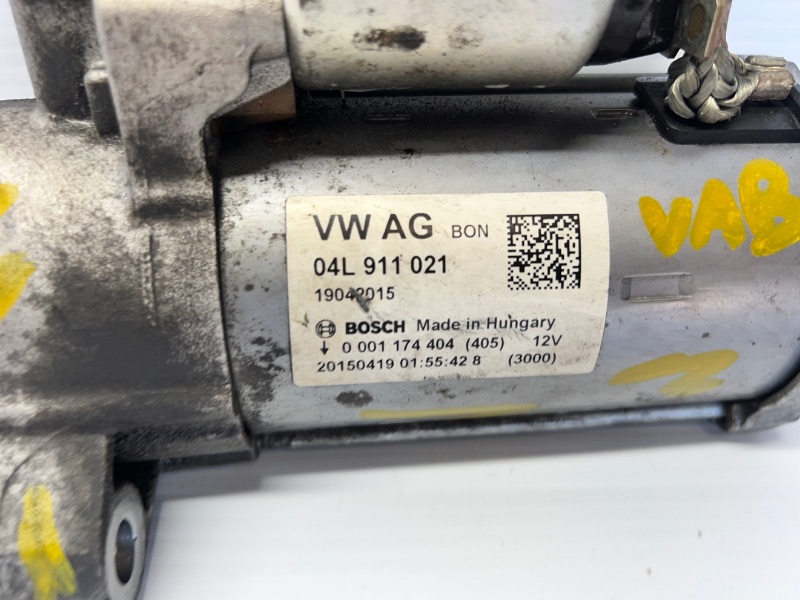 VW AG BON
04L 911 021
19042015
BOSCH Made in Hungary
0 001 174 404 (405) 12V
20150419 01:55:42 8 (3000)
VAB